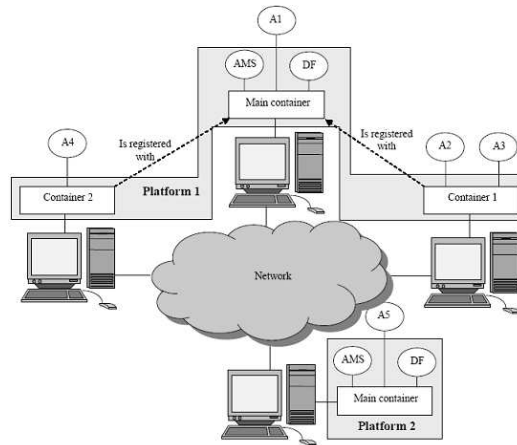 A1
AMS
DF
Main container
Is registered
with
Is registered
with
A4
A2
A3
Container 2
Platform 1
Container 1
Network
A5
AMS
DF
Main container
Platform 2